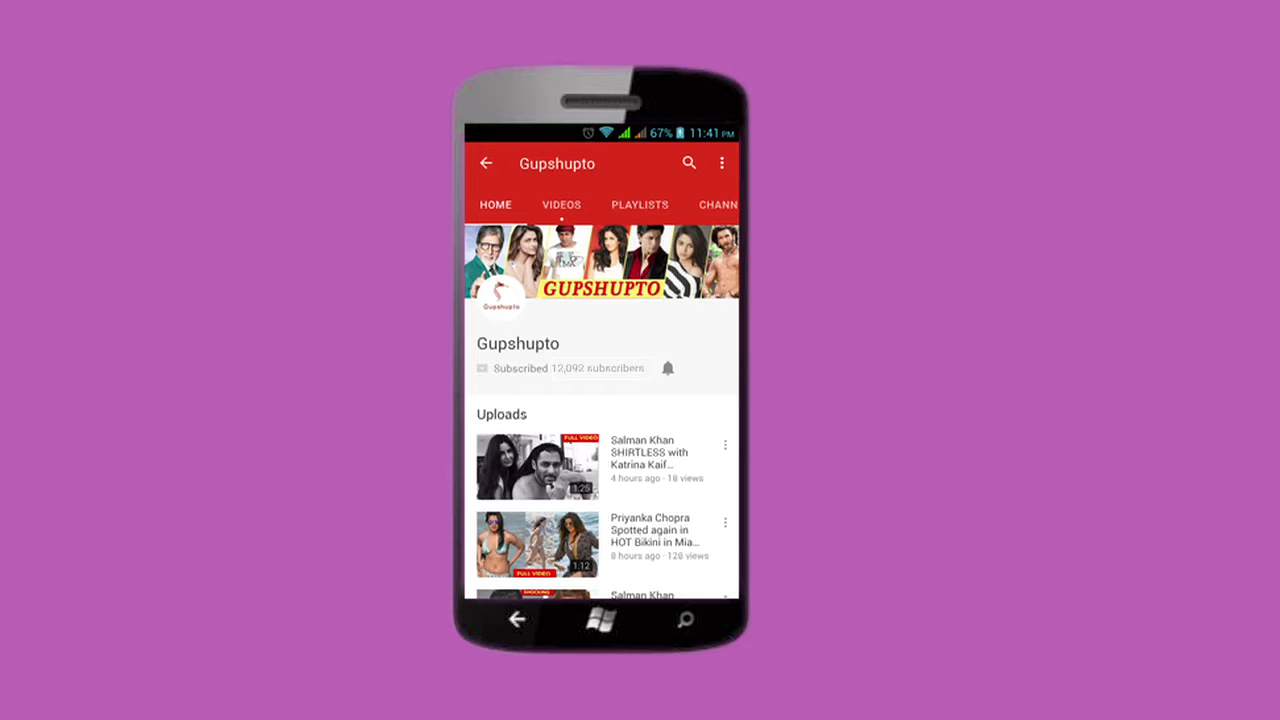 67% 11:41 PM
Gupshupto
HOME VIDEOS PLAYLISTS CHANN
GUPSHUPTO
Gupshupto
Gupshupto
Subscribed 12,092 subscribers
Uploads
FULL VIDEO
1:25
Salman Khan
SHIRTLESS with
Katrina Kaif...
4 hours ago · 18 views
FULL VIDEO
1:12
Priyanka Chopra
Spotted again in
HOT Bikini in Mia...
8 hours ago · 128 views
SHOCKING
Salman Khan